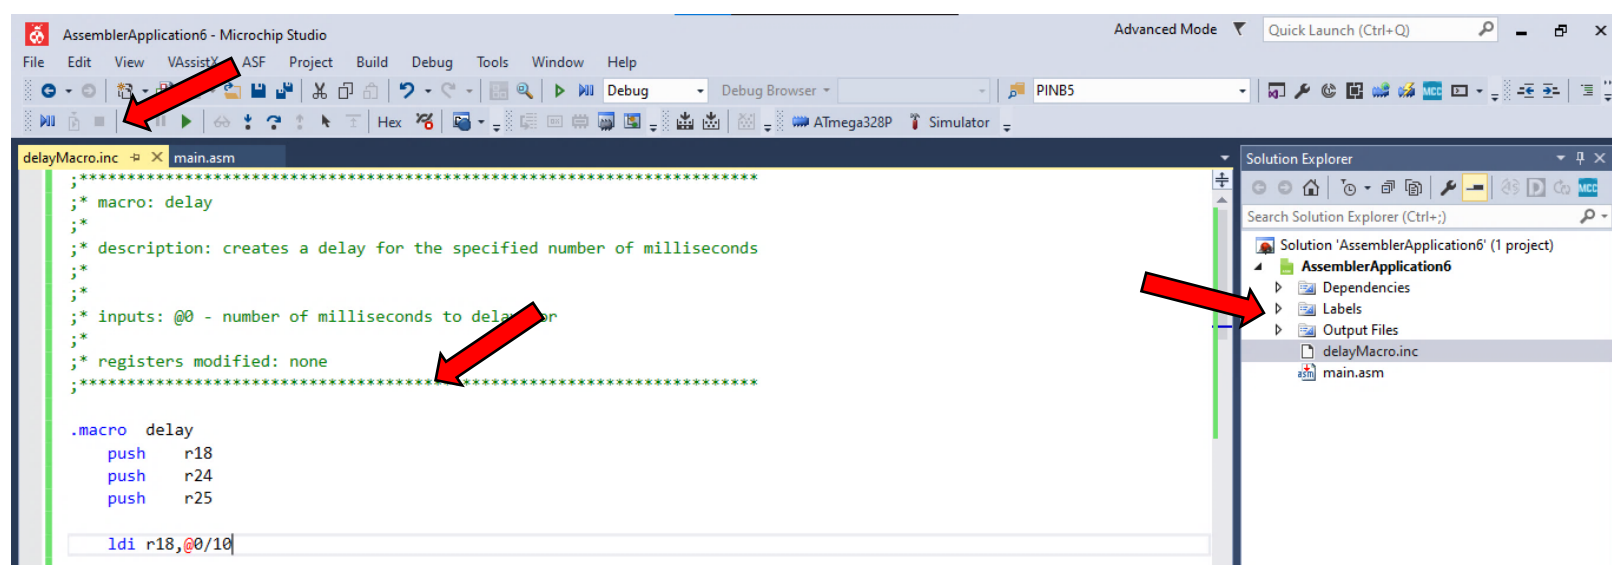 AssemblerApplication6 - Microchip Studio
Advanced Mode
Quick Launch (Ctrl+Q)
File Edit View VAssistX ASF Project Build Debug Tools Window Help
Debug
Debug Browser
PINB5
Hex
ATmega328P
Simulator
delayMacro.inc
main.asm
;***********************************************************************
;* macro: delay
;*
;* description: creates a delay for the specified number of milliseconds
;*
;*
;* inputs: @0 - number of milliseconds to delay
;*
;* registers modified: none
;***********************************************************************
.macro delay
push r18
push r24
push r25
ldi r18,@0/10
Solution Explorer
MCC
Search Solution Explorer (Ctrl+;)
Solution 'AssemblerApplication6' (1 project)
AssemblerApplication6
Dependencies
Labels
Output Files
delayMacro.inc
asm main.asm